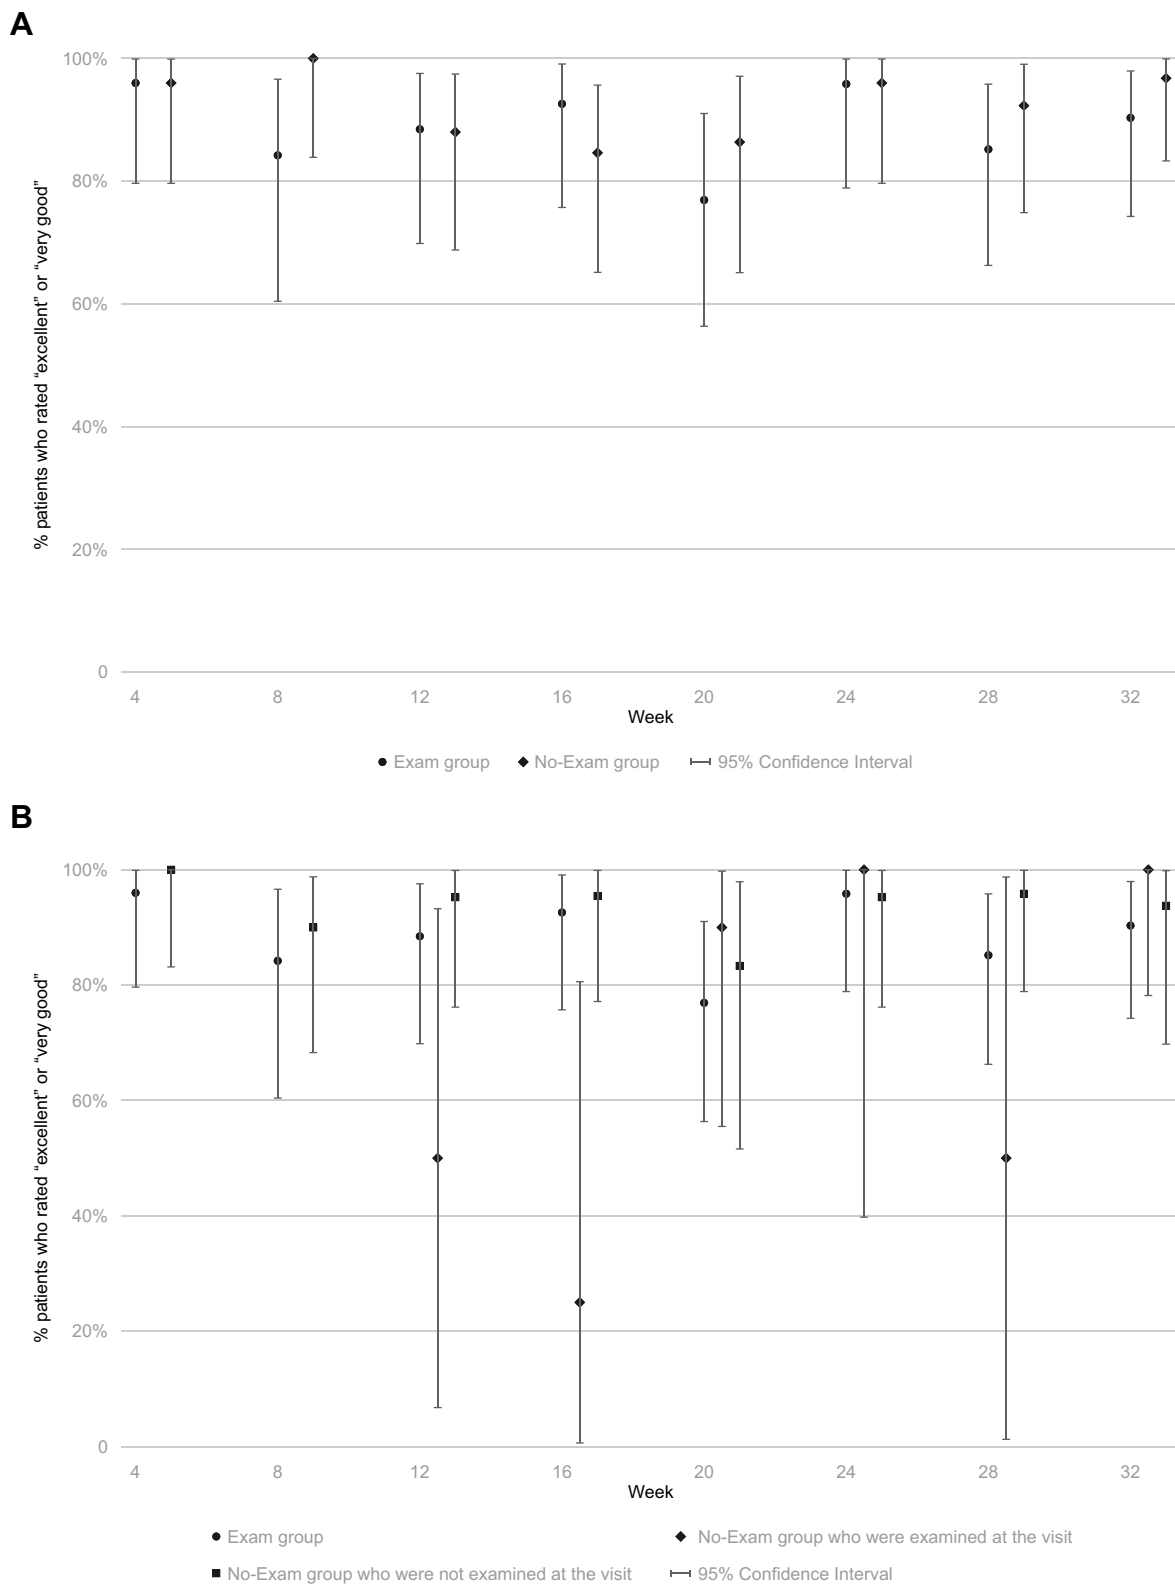 A
% patients who rated “excellent” or “very good”
100%
80%
60%
40%
20%
0
4 8 12 16 20 24 28 32
Week
Exam group No-Exam group 95% Confidence Interval
B
% patients who rated “excellent” or “very good”
100%
80%
60%
40%
20%
0
4 8 12 16 20 24 28 32
Week
Exam group No-Exam group who were examined at the visit
No-Exam group who were not examined at the visit 95% Confidence Interval